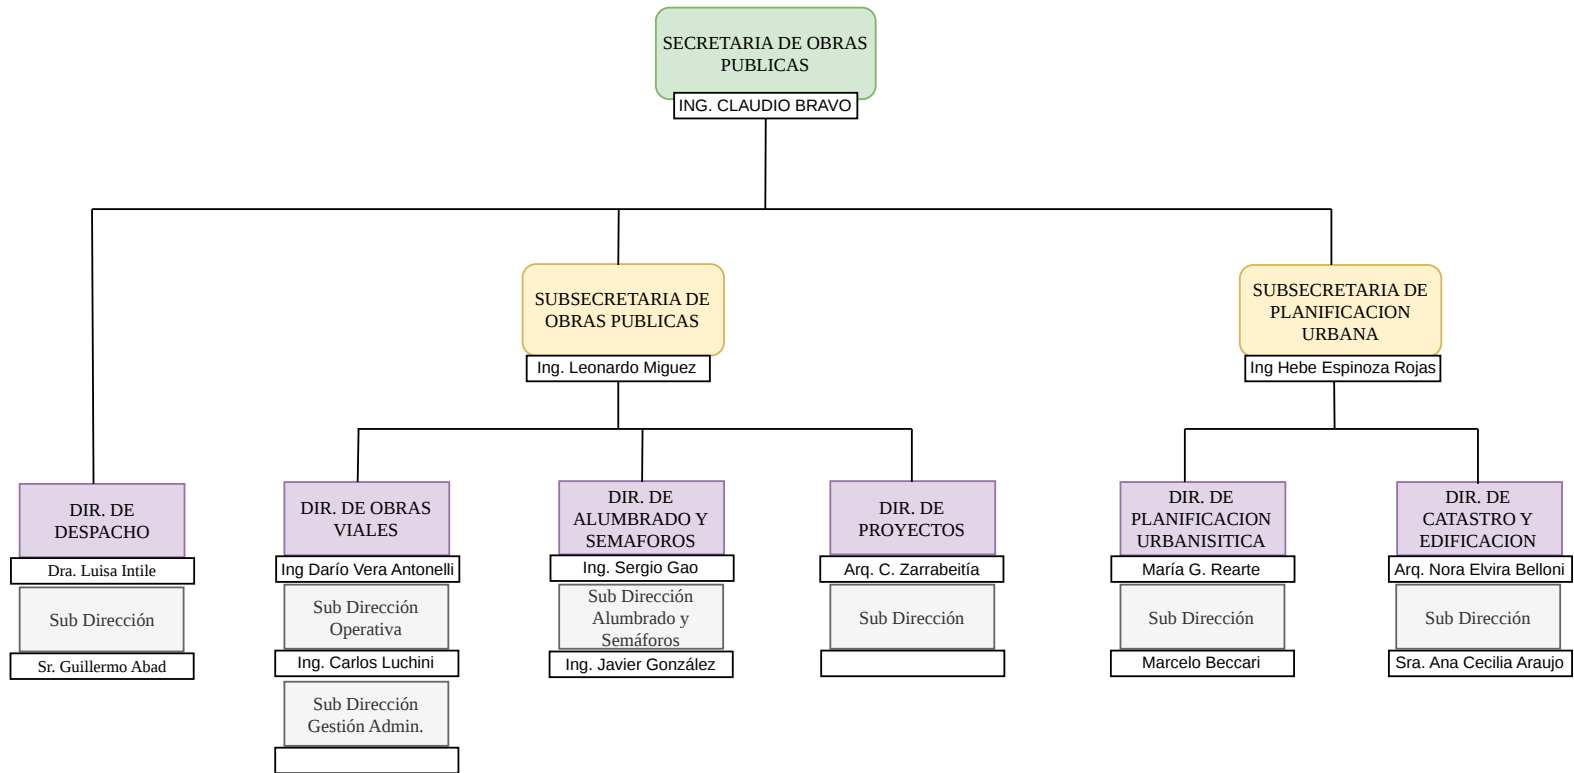 SECRETARIA DE OBRAS
PUBLICAS
ING. CLAUDIO BRAVO
SUBSECRETARIA DE
OBRAS PUBLICAS
Ing. Leonardo Miguez
SUBSECRETARIA DE
PLANIFICACION
URBANA
Ing Hebe Espinoza Rojas
DIR. DE
DESPACHO
Dra. Luisa Intile
Sub Dirección
Sr. Guillermo Abad
DIR. DE OBRAS
VIALES
Ing Darío Vera Antonelli
Sub Dirección
Operativa
Ing. Carlos Luchini
Sub Dirección
Gestión Admin.
DIR. DE
ALUMBRADO Y
SEMAFOROS
Ing. Sergio Gao
Sub Dirección
Alumbrado y
Semáforos
Ing. Javier González
DIR. DE
PROYECTOS
Arq. C. Zarrabeitía
Sub Dirección
DIR. DE
PLANIFICACION
URBANISITICA
María G. Rearte
Sub Dirección
Marcelo Beccari
DIR. DE
CATASTRO Y
EDIFICACION
Arq. Nora Elvira Belloni
Sub Dirección
Sra. Ana Cecilia Araujo